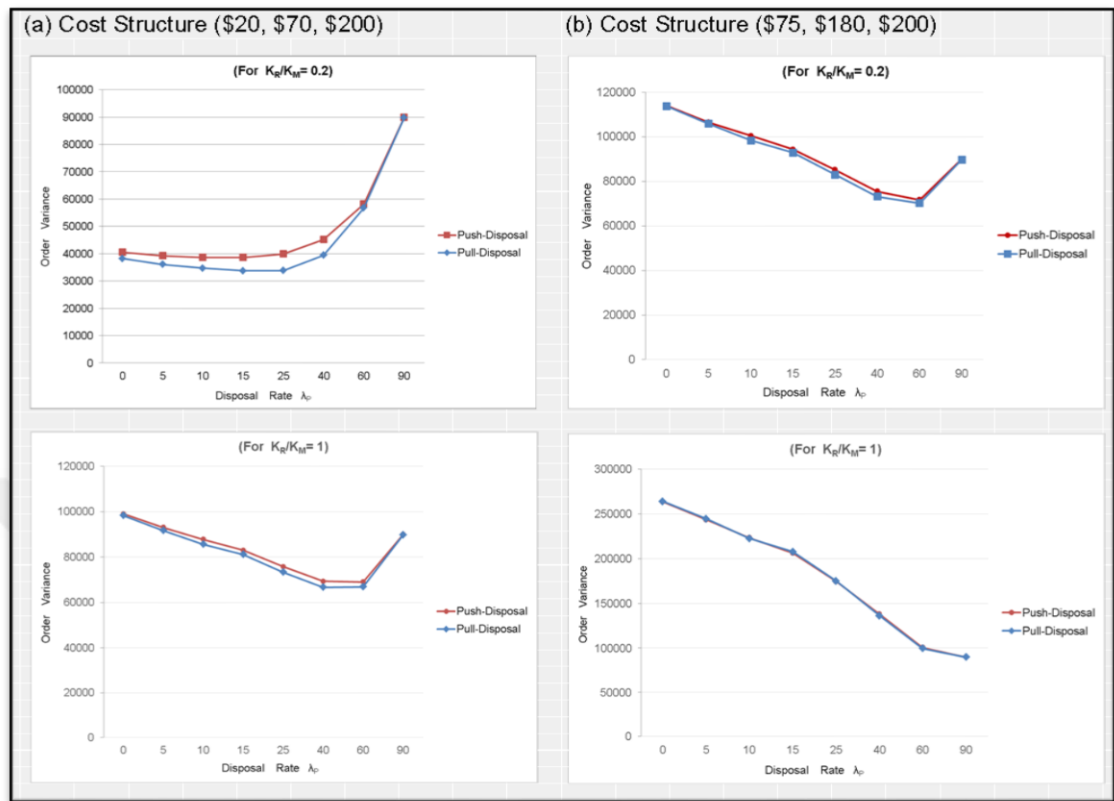 (a) Cost Structure ($20, $70, $200)
(For K_R/K_M= 0.2)
100000
90000
80000
70000
60000
50000
40000
30000
20000
10000
0
Order Variance
0 5 10 15 25 40 60 90
Disposal Rate λ_P
Push-Disposal
Pull-Disposal
(For K_R/K_M= 1)
120000
100000
80000
60000
40000
20000
0
Order Variance
0 5 10 15 25 40 60 90
Disposal Rate λ_P
Push-Disposal
Pull-Disposal
(b) Cost Structure ($75, $180, $200)
(For K_R/K_M= 0.2)
120000
100000
80000
60000
40000
20000
0
Order Variance
0 5 10 15 25 40 60 90
Disposal Rate λ_P
Push-Disposal
Pull-Disposal
(For K_R/K_M= 1)
300000
250000
200000
150000
100000
50000
0
Order Variance
0 5 10 15 25 40 60 90
Disposal Rate λ_P
Push-Disposal
Pull-Disposal